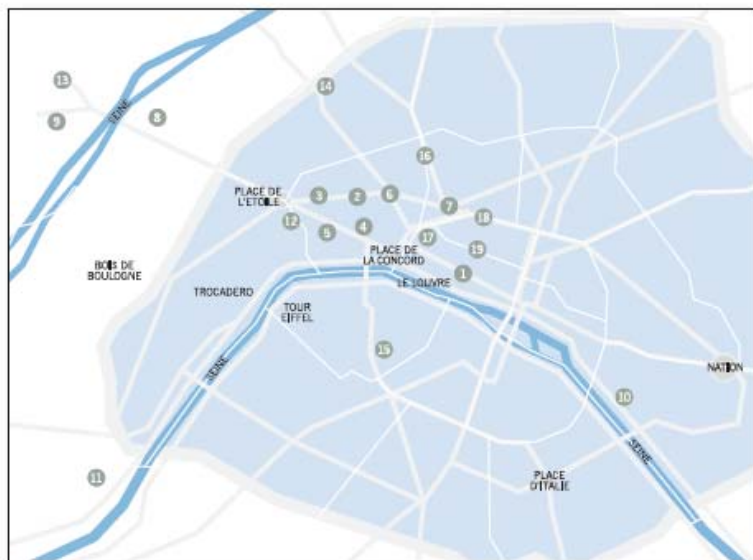 13
14
SEINE
9
8
16
PLACE DE
L'ETOILE
3
2
6
7
18
12
5
4
17
19
PLACE DE
LA CONCORD
BOIS DE
BOULOGNE
1
LE LOUVRE
TROCADERO
TOUR
EIFFEL
15
SEINE
NATION
10
SEINE
11
PLACE
D'ITALIE